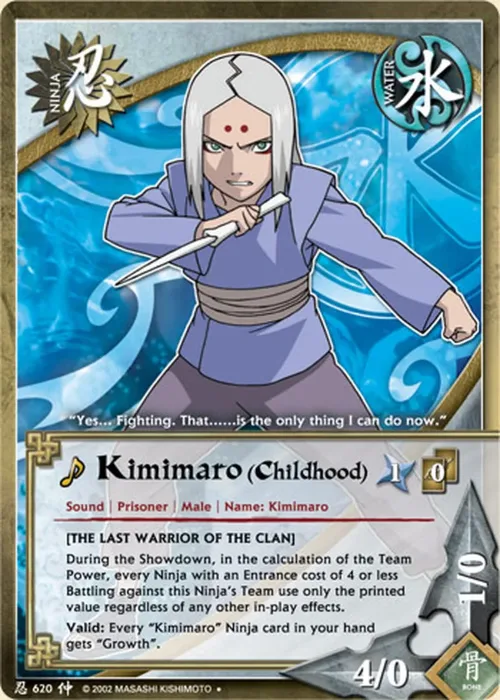 NINJA 忍
WATER 水
"Yes... Fighting. That......is the only thing I can do now."
Kimimaro (Childhood) 1 0
Sound | Prisoner | Male | Name: Kimimaro
[THE LAST WARRIOR OF THE CLAN]
During the Showdown, in the calculation of the Team
Power, every Ninja with an Entrance cost of 4 or less
Battling against this Ninja's Team use only the printed
value regardless of any other in-play effects.
Valid: Every "Kimimaro" Ninja card in your hand
gets "Growth".
1/0
4/0
骨
BONE
忍 620 仲 © 2002 MASASHI KISHIMOTO •